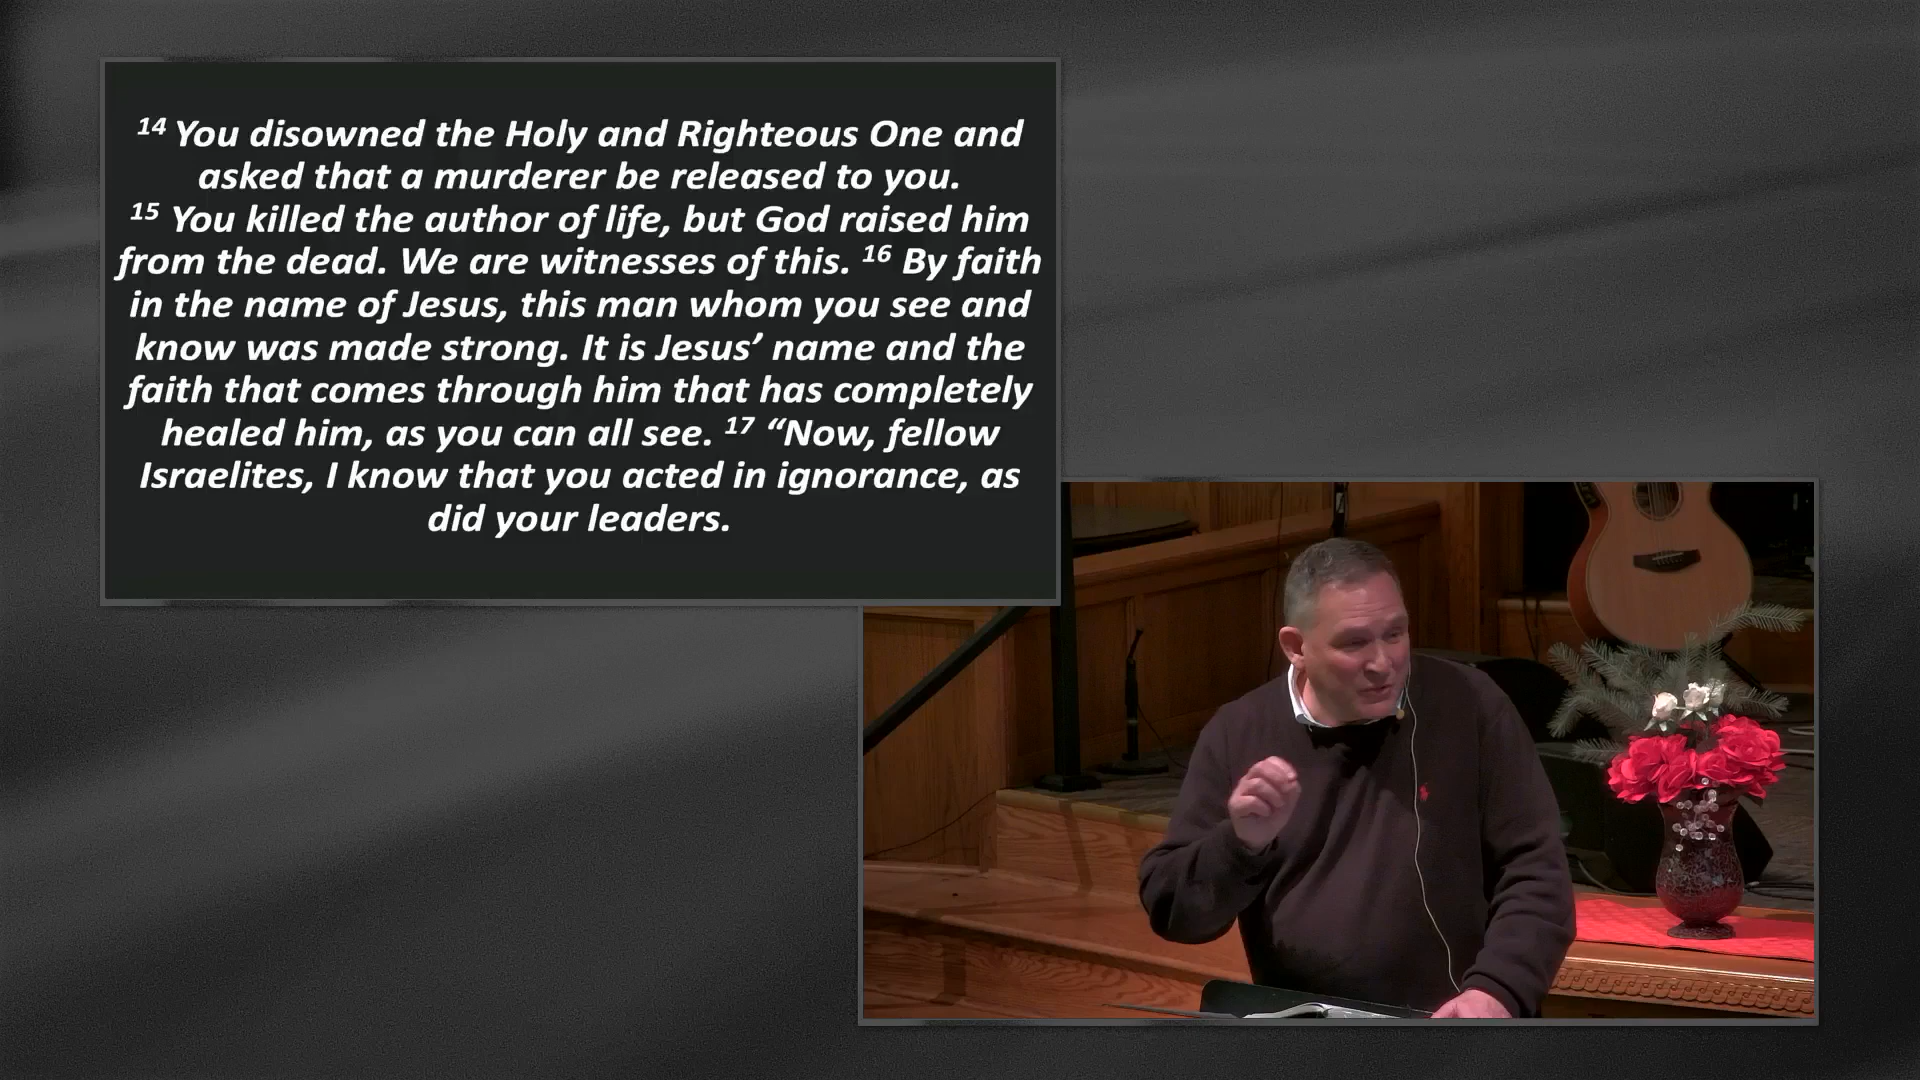 14 You disowned the Holy and Righteous One and
asked that a murderer be released to you.
15 You killed the author of life, but God raised him
from the dead. We are witnesses of this. 16 By faith
in the name of Jesus, this man whom you see and
know was made strong. It is Jesus’ name and the
faith that comes through him that has completely
healed him, as you can all see. 17 “Now, fellow
Israelites, I know that you acted in ignorance, as
did your leaders.